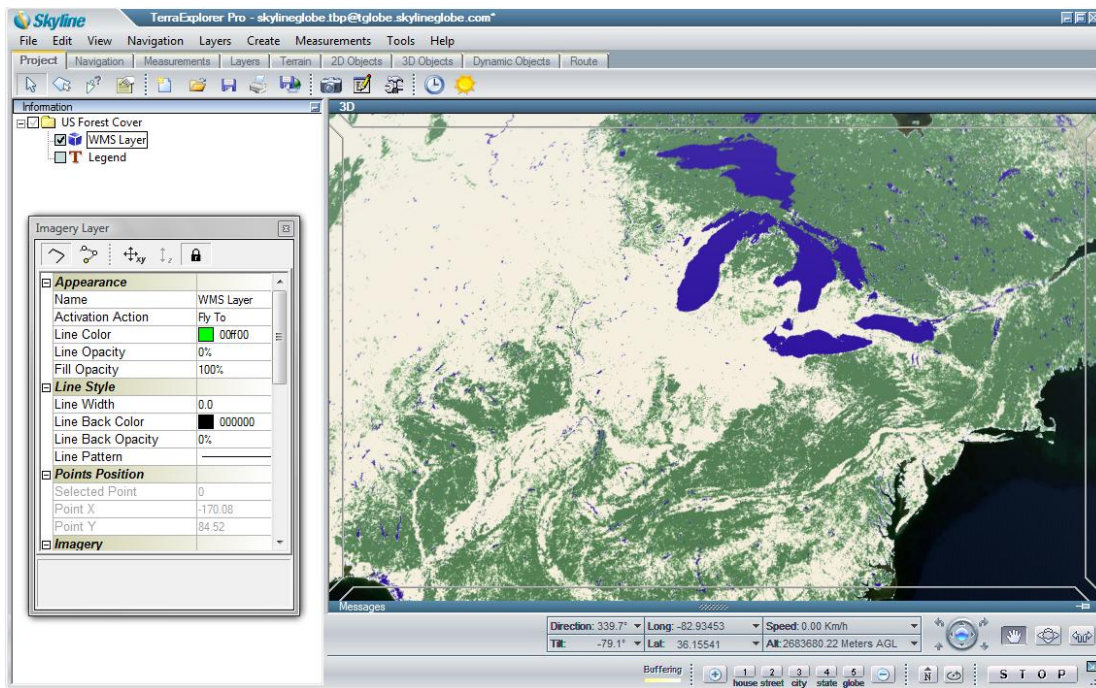 Skyline TerraExplorer Pro - skylineglobe.tbp@tglobe.skylineglobe.com*
File Edit View Navigation Layers Create Measurements Tools Help
Project Navigation Measurements Layers Terrain 2D Objects 3D Objects Dynamic Objects Route
Information
US Forest Cover
WMS Layer
T Legend
Imagery Layer
xy z
Appearance
Name WMS Layer
Activation Action Fly To
Line Color 00ff00
Line Opacity 0%
Fill Opacity 100%
Line Style
Line Width 0.0
Line Back Color 000000
Line Back Opacity 0%
Line Pattern
Points Position
Selected Point 0
Point X -170.08
Point Y 84.52
Imagery
3D
Messages
Direction: 339.7° Long: -82.93453 Speed: 0.00 Km/h
Tilt: -79.1° Lat: 36.15541 Alt: 2683680.22 Meters AGL
Buffering 1 2 3 4 5 N S T O P
house street city state globe